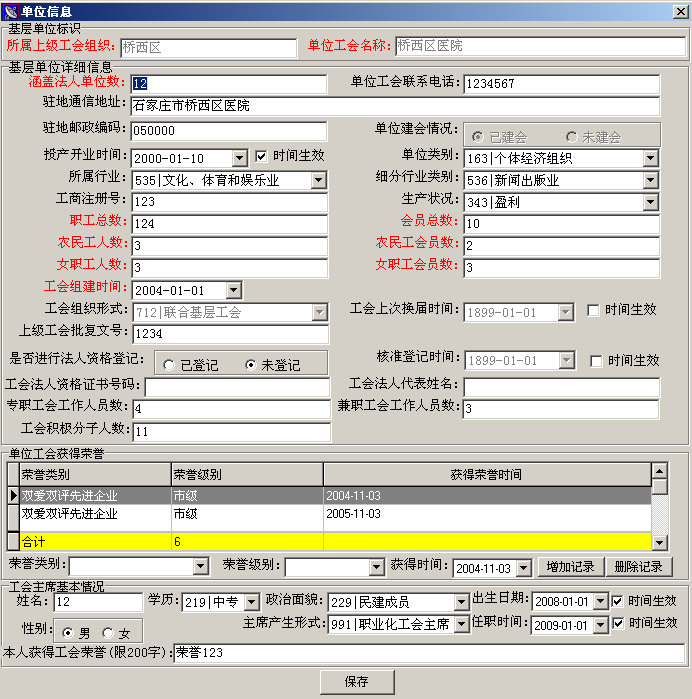 单位信息
基层单位标识
所属上级工会组织: 桥西区 单位工会名称: 桥西区医院
基层单位详细信息
涵盖法人单位数: 12 单位工会联系电话: 1234567
驻地通信地址: 石家庄市桥西区医院
驻地邮政编码: 050000 单位建会情况: 已建会 未建会
投产开业时间: 2000-01-10 时间生效 单位类别: 163|个体经济组织
所属行业: 535|文化、体育和娱乐业 细分行业类别: 536|新闻出版业
工商注册号: 123 生产状况: 343|盈利
职工总数: 124 会员总数: 10
农民工人数: 3 农民工会员数: 2
女职工人数: 3 女职工会员数: 3
工会组建时间: 2004-01-01
工会组织形式: 712|联合基层工会 工会上次换届时间: 1899-01-01 时间生效
上级工会批复文号: 1234
是否进行法人资格登记: 已登记 未登记 核准登记时间: 1899-01-01 时间生效
工会法人资格证书号码: 工会法人代表姓名:
专职工会工作人员数: 4 兼职工会工作人员数: 3
工会积极分子人数: 11
单位工会获得荣誉
荣誉类别 荣誉级别 获得荣誉时间
双爱双评先进企业 市级 2004-11-03
双爱双评先进企业 市级 2005-11-03
合计 6
荣誉类别: 荣誉级别: 获得时间: 2004-11-03 增加记录 删除记录
工会主席基本情况
姓名: 12 学历: 219|中专 政治面貌: 229|民建成员 出生日期: 2008-01-01 时间生效
性别: 男 女 主席产生形式: 991|职业化工会主席 任职时间: 2009-01-01 时间生效
本人获得工会荣誉(限200字): 荣誉123
保存